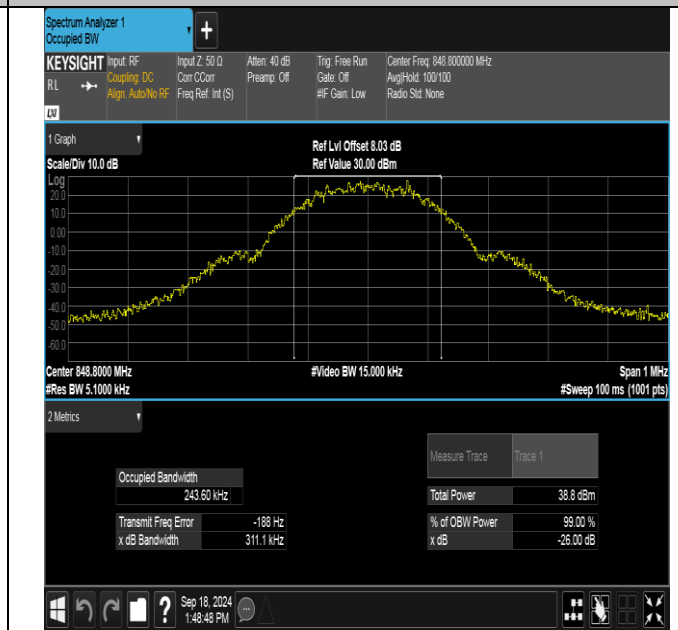 Spectrum Analyzer 1
Occupied BW
+
KEYSIGHT Input: RF Input Z: 50 Ω Atten: 40 dB Trig: Free Run Center Freq: 848.800000 MHz
RL Coupling: DC Corr CCorr Preamp: Off Gate: Off Avg|Hold: 100/100
Align: Auto/No RF Freq Ref: Int (S) #IF Gain: Low Radio Std: None
LXI
1 Graph
Ref Lvl Offset 8.03 dB
Scale/Div 10.0 dB Ref Value 30.00 dBm
Log
20.0
10.0
0.00
-10.0
-20.0
-30.0
-40.0
-50.0
-60.0
Center 848.8000 MHz #Video BW 15.000 kHz Span 1 MHz
#Res BW 5.1000 kHz #Sweep 100 ms (1001 pts)
2 Metrics
Measure Trace Trace 1
Occupied Bandwidth
243.60 kHz Total Power 38.8 dBm
Transmit Freq Error -188 Hz % of OBW Power 99.00 %
x dB Bandwidth 311.1 kHz x dB -26.00 dB
? Sep 18, 2024
1:48:48 PM